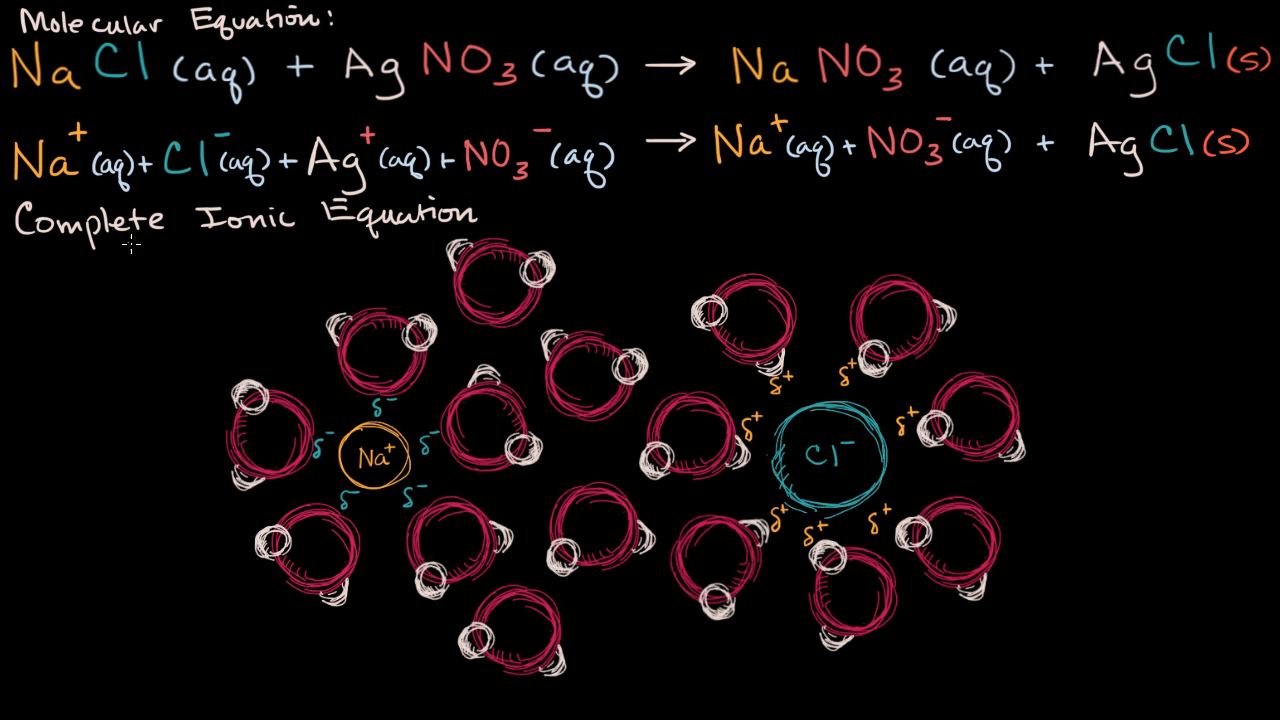 Molecular Equation:
NaCl (aq) + AgNO₃ (aq) → NaNO₃ (aq) + AgCl (s)
Na⁺(aq) + Cl⁻(aq) + Ag⁺(aq) + NO₃⁻(aq) → Na⁺(aq) + NO₃⁻(aq) + AgCl(s)
Complete Ionic Equation
δ⁺ δ⁺
δ⁻
δ⁻ Na⁺ δ⁻ δ⁺ Cl⁻ δ⁺
δ⁻ δ⁻
δ⁺ δ⁺ δ⁺